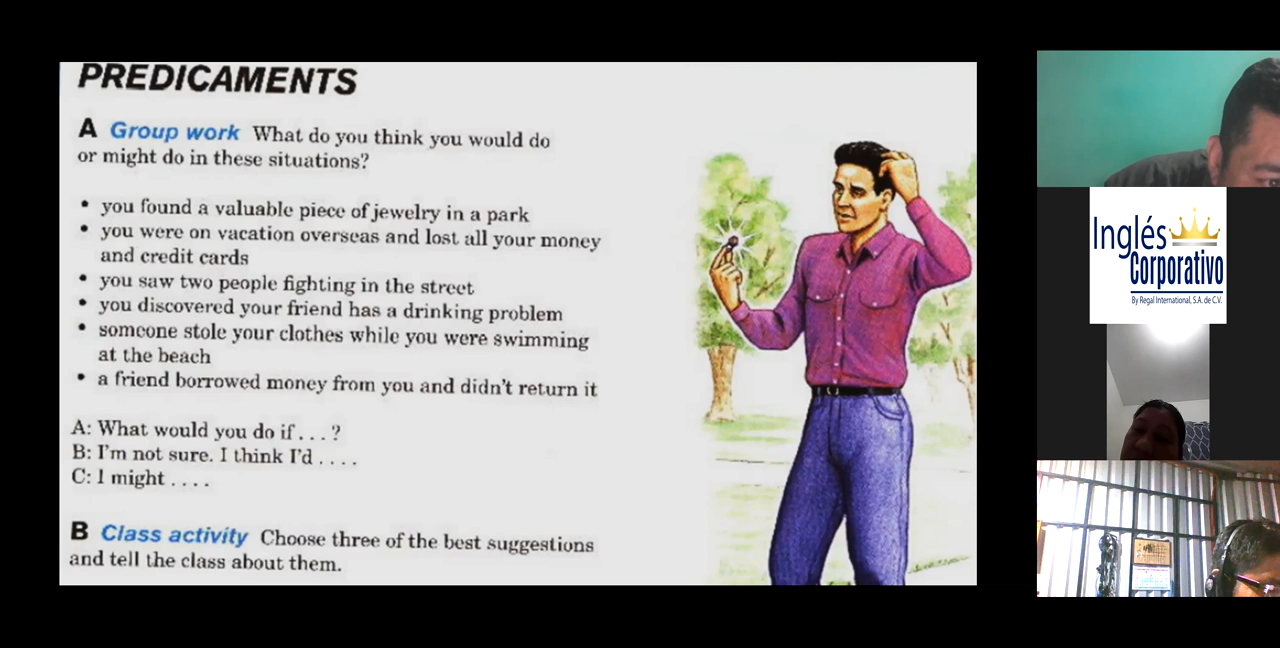 PREDICAMENTS
A Group work What do you think you would do
or might do in these situations?
• you found a valuable piece of jewelry in a park
• you were on vacation overseas and lost all your money
and credit cards
• you saw two people fighting in the street
• you discovered your friend has a drinking problem
• someone stole your clothes while you were swimming
at the beach
• a friend borrowed money from you and didn't return it
A: What would you do if . . . ?
B: I'm not sure. I think I'd . . . .
C: I might . . . .
B Class activity Choose three of the best suggestions
and tell the class about them.
Inglés
Corporativo
By Regal International, S.A. de C.V.